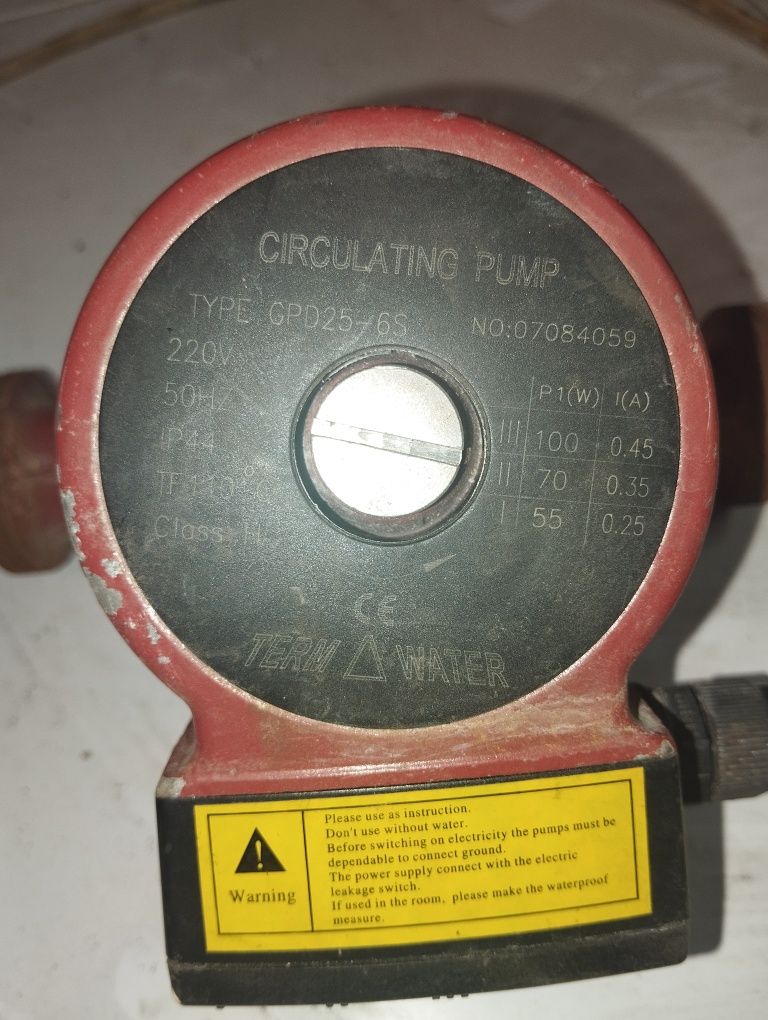 CIRCULATING PUMP
TYPE GPD25-6S NO:07084059
220V
50HZ
IP44
TF 110°C
Class H
P1(W) I(A)
III 100 0.45
II 70 0.35
I 55 0.25
CE
TERM WATER
Warning
Please use as instruction.
Don't use without water.
Before switching on electricity the pumps must be
dependable to connect ground.
The power supply connect with the electric
leakage switch.
If used in the room, please make the waterproof
measure.